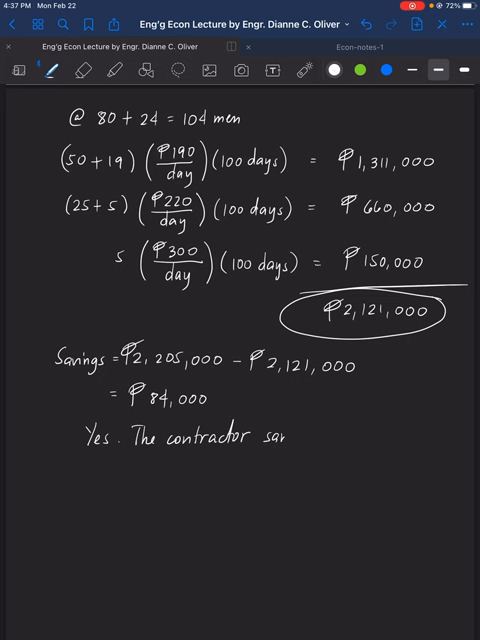 4:37 PM Mon Feb 22 72%
Eng'g Econ Lecture by Engr. Dianne C. Oliver
Eng'g Econ Lecture by Engr. Dianne C. Oliver Econ-notes-1
@ 80 + 24 = 104 men
(50 + 19) (₱190/day) (100 days) = ₱1,311,000
(25 + 5) (₱220/day) (100 days) = ₱660,000
5 (₱300/day) (100 days) = ₱150,000
₱2,121,000
Savings = ₱2,205,000 – ₱2,121,000
= ₱84,000
Yes. The contractor sav